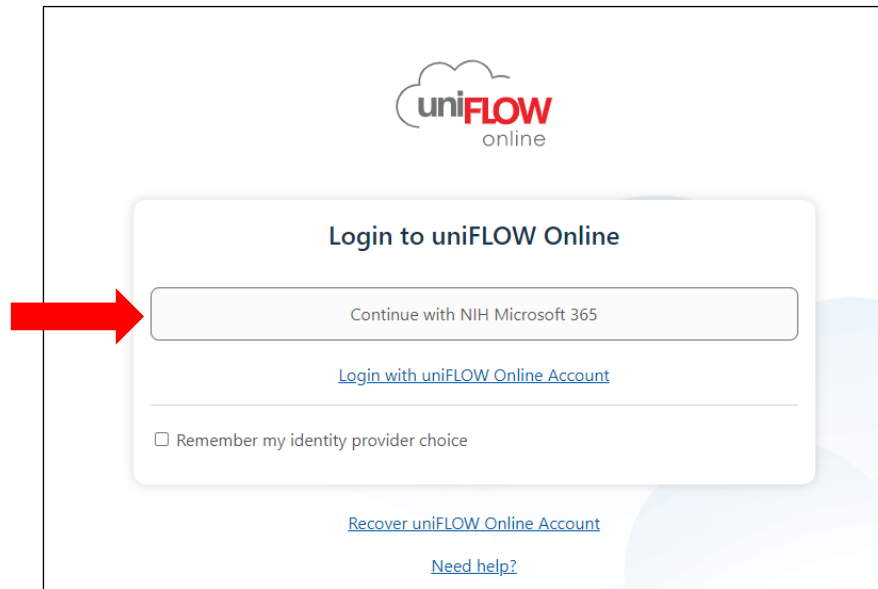 uniFLOW
online
Login to uniFLOW Online
Continue with NIH Microsoft 365
Login with uniFLOW Online Account
Remember my identity provider choice
Recover uniFLOW Online Account
Need help?